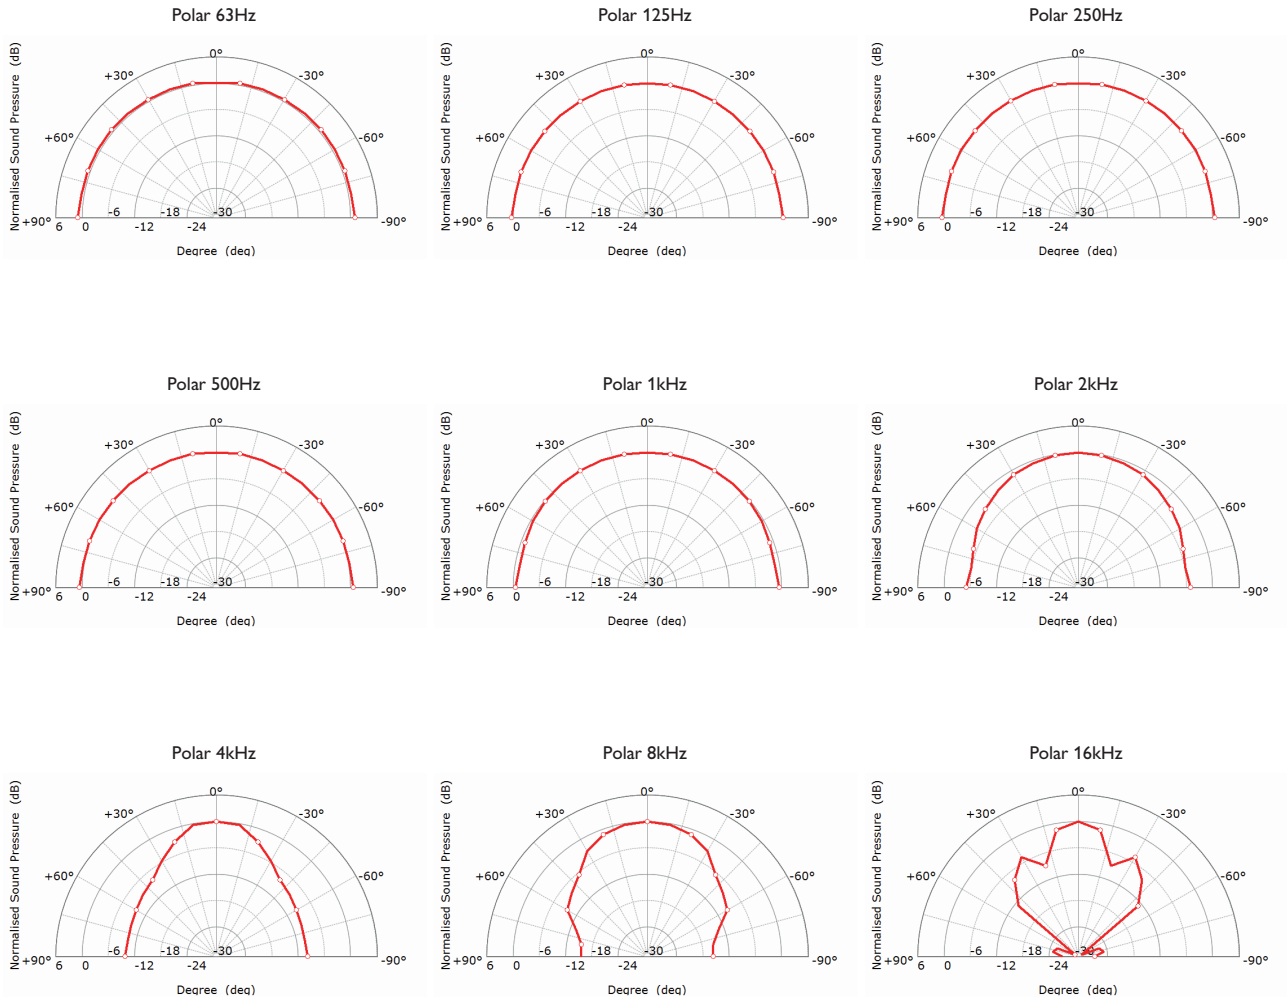 Polar 63Hz
Normalised Sound Pressure (dB)
0°
+30° -30°
+60° -60°
+90° -6 -18 -30 -90°
6 0 -12 -24
Degree (deg)
Polar 125Hz
Normalised Sound Pressure (dB)
0°
+30° -30°
+60° -60°
+90° -6 -18 -30 -90°
6 0 -12 -24
Degree (deg)
Polar 250Hz
Normalised Sound Pressure (dB)
0°
+30° -30°
+60° -60°
+90° -6 -18 -30 -90°
6 0 -12 -24
Degree (deg)
Polar 500Hz
Normalised Sound Pressure (dB)
0°
+30° -30°
+60° -60°
+90° -6 -18 -30 -90°
6 0 -12 -24
Degree (deg)
Polar 1kHz
Normalised Sound Pressure (dB)
0°
+30° -30°
+60° -60°
+90° -6 -18 -30 -90°
6 0 -12 -24
Degree (deg)
Polar 2kHz
Normalised Sound Pressure (dB)
0°
+30° -30°
+60° -60°
+90° -6 -18 -30 -90°
6 0 -12 -24
Degree (deg)
Polar 4kHz
Normalised Sound Pressure (dB)
0°
+30° -30°
+60° -60°
+90° -6 -18 -30 -90°
6 0 -12 -24
Degree (deg)
Polar 8kHz
Normalised Sound Pressure (dB)
0°
+30° -30°
+60° -60°
+90° -6 -18 -30 -90°
6 0 -12 -24
Degree (deg)
Polar 16kHz
Normalised Sound Pressure (dB)
0°
+30° -30°
+60° -60°
+90° -6 -18 -30 -90°
6 0 -12 -24
Degree (deg)